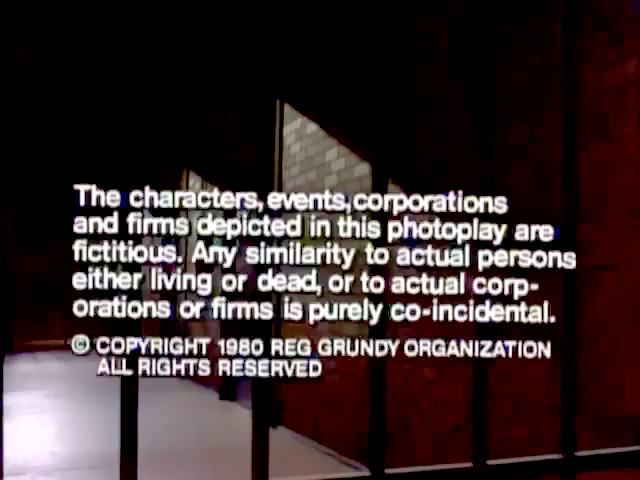 The characters, events, corporations
and firms depicted in this photoplay are
fictitious. Any similarity to actual persons
either living or dead, or to actual corp-
orations or firms is purely co-incidental.
© COPYRIGHT 1980 REG GRUNDY ORGANIZATION
ALL RIGHTS RESERVED